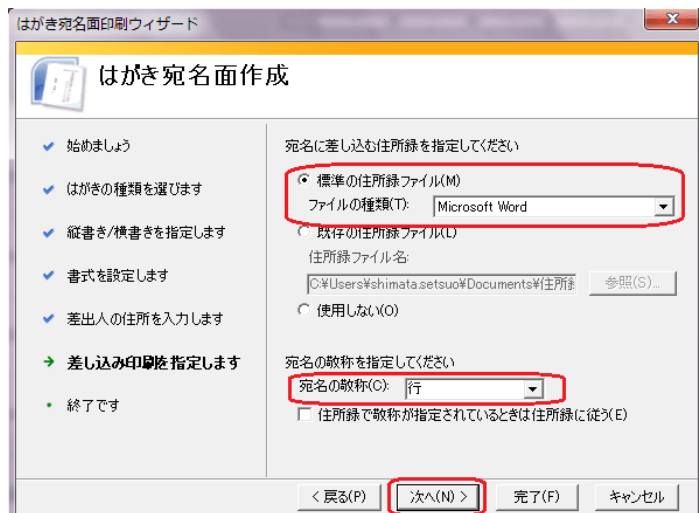 はがき宛名面印刷ウィザード
はがき宛名面作成
始めましょう
はがきの種類を選びます
縦書き/横書きを指定します
書式を設定します
差出人の住所を入力します
差し込み印刷を指定します
終了です
宛名に差し込む住所録を指定してください
標準の住所録ファイル(M)
ファイルの種類(T): Microsoft Word
既存の住所録ファイル(L)
住所録ファイル名:
C:¥Users¥shimata.setsuo¥Documents¥住所録 参照(S)...
使用しない(O)
宛名の敬称を指定してください
宛名の敬称(C): 行
住所録で敬称が指定されているときは住所録に従う(E)
< 戻る(P) 次へ(N) > 完了(F) キャンセル